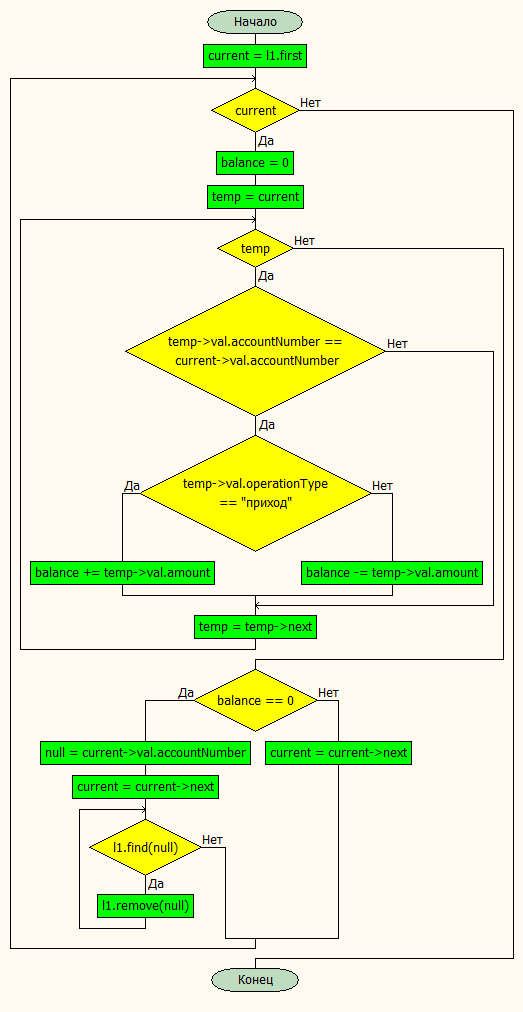 Начало
current = l1.first
current
Нет
Да
balance = 0
temp = current
temp
Нет
Да
temp->val.accountNumber ==
current->val.accountNumber
Нет
Да
temp->val.operationType
== "приход"
Да
Нет
balance += temp->val.amount
balance -= temp->val.amount
temp = temp->next
balance == 0
Да
Нет
null = current->val.accountNumber
current = current->next
current = current->next
l1.find(null)
Нет
Да
l1.remove(null)
Конец